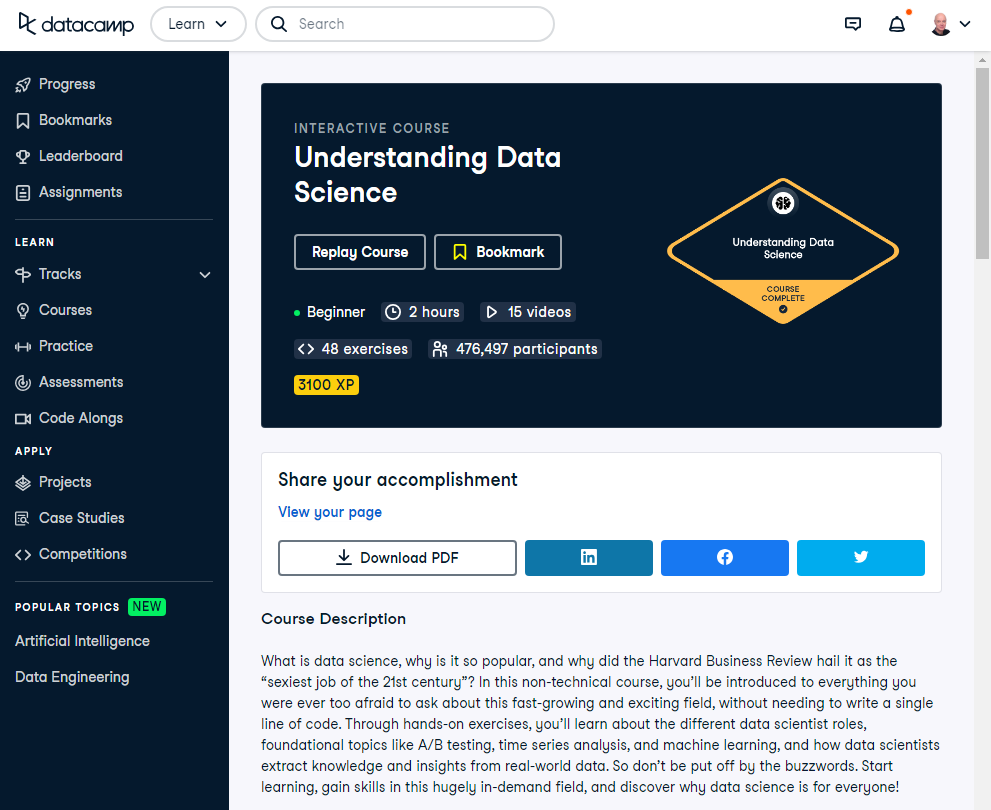 datacamp
Learn
Search
Progress
Bookmarks
Leaderboard
Assignments
LEARN
Tracks
Courses
Practice
Assessments
Code Alongs
APPLY
Projects
Case Studies
Competitions
POPULAR TOPICS NEW
Artificial Intelligence
Data Engineering
INTERACTIVE COURSE
Understanding Data
Science
Replay Course
Bookmark
Beginner 2 hours 15 videos
48 exercises 476,497 participants
3100 XP
Understanding Data
Science
COURSE
COMPLETE
Share your accomplishment
View your page
Download PDF
Course Description
What is data science, why is it so popular, and why did the Harvard Business Review hail it as the
“sexiest job of the 21st century”? In this non-technical course, you’ll be introduced to everything you
were ever too afraid to ask about this fast-growing and exciting field, without needing to write a single
line of code. Through hands-on exercises, you’ll learn about the different data scientist roles,
foundational topics like A/B testing, time series analysis, and machine learning, and how data scientists
extract knowledge and insights from real-world data. So don’t be put off by the buzzwords. Start
learning, gain skills in this hugely in-demand field, and discover why data science is for everyone!